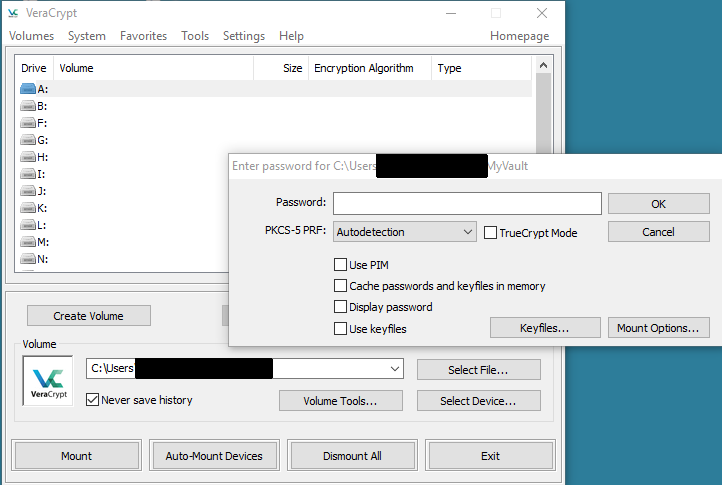 VeraCrypt
Volumes System Favorites Tools Settings Help Homepage
Drive Volume Size Encryption Algorithm Type
A:
B:
F:
G:
H:
I:
J:
K:
L:
M:
N:
Enter password for C:\Users MyVault
Password:
OK
PKCS-5 PRF: Autodetection TrueCrypt Mode Cancel
Use PIM
Cache passwords and keyfiles in memory
Display password
Use keyfiles Keyfiles... Mount Options...
Create Volume
Volume
VeraCrypt
C:\Users Select File...
Never save history Volume Tools... Select Device...
Mount Auto-Mount Devices Dismount All Exit